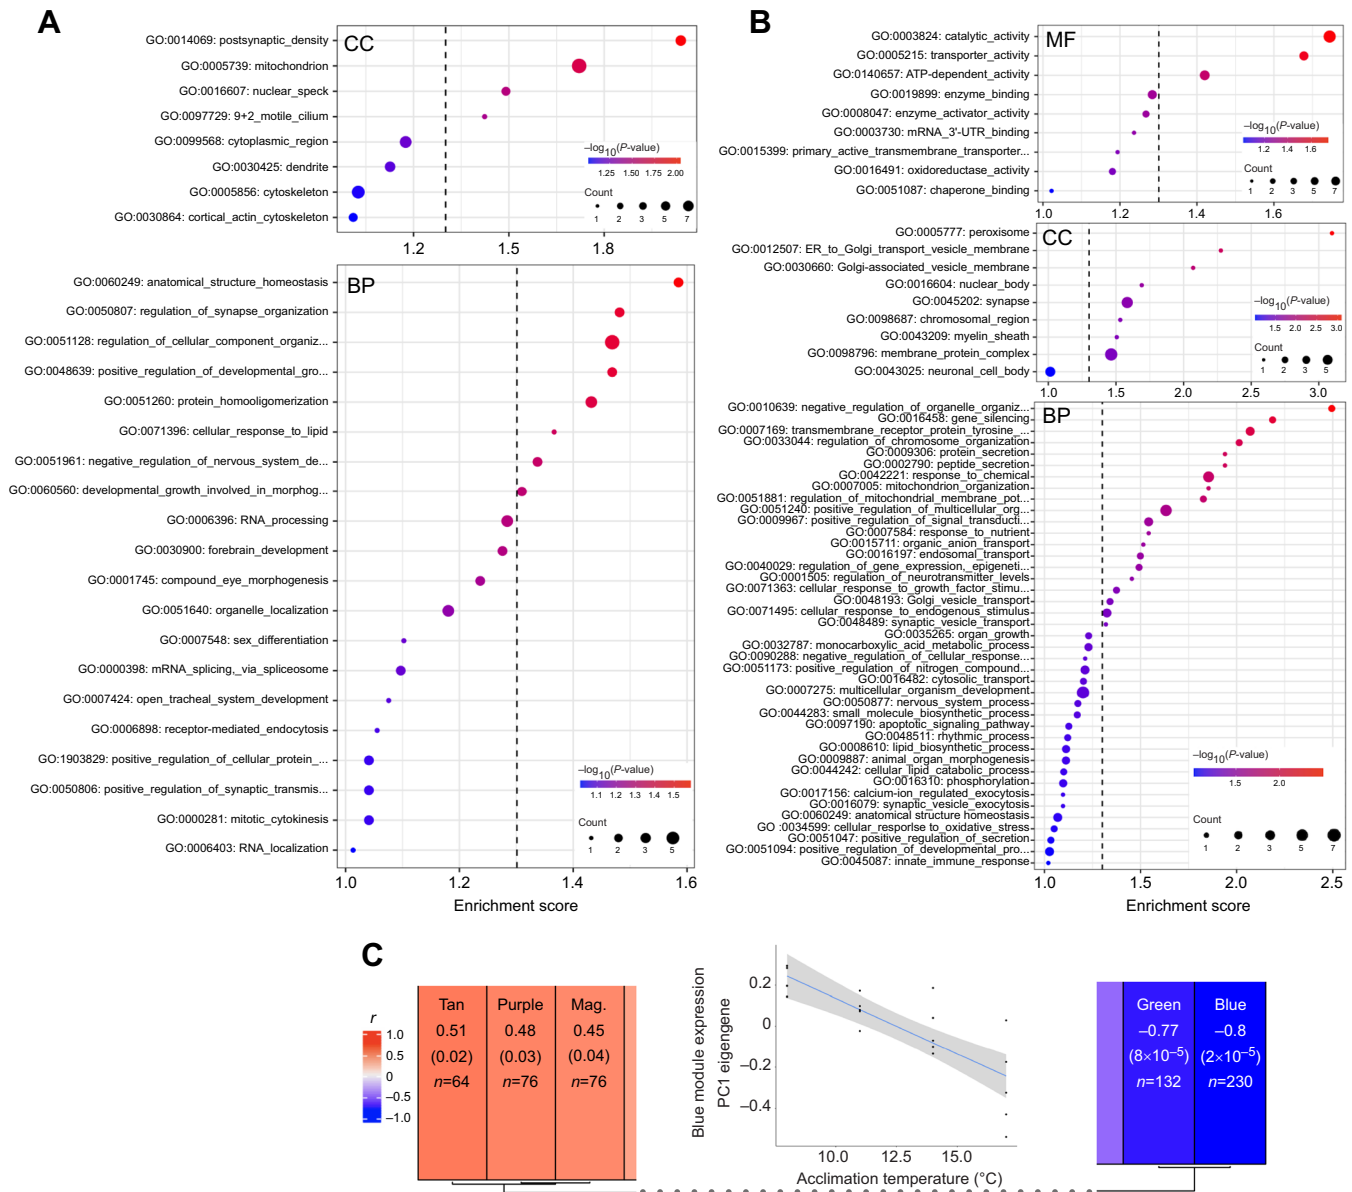 A
CC
GO:0014069: postsynaptic_density
GO:0005739: mitochondrion
GO:0016607: nuclear_speck
GO:0097729: 9+2_motile_cilium
GO:0099568: cytoplasmic_region
GO:0030425: dendrite
GO:0005856: cytoskeleton
GO:0030864: cortical_actin_cytoskeleton
–log10(P-value)
1.25 1.50 1.75 2.00
Count
1 2 3 5 7
1.2 1.5 1.8
BP
GO:0060249: anatomical_structure_homeostasis
GO:0050807: regulation_of_synapse_organization
GO:0051128: regulation_of_cellular_component_organiz...
GO:0048639: positive_regulation_of_developmental_gro...
GO:0051260: protein_homooligomerization
GO:0071396: cellular_response_to_lipid
GO:0051961: negative_regulation_of_nervous_system_de...
GO:0060560: developmental_growth_involved_in_morphog...
GO:0006396: RNA_processing
GO:0030900: forebrain_development
GO:0001745: compound_eye_morphogenesis
GO:0051640: organelle_localization
GO:0007548: sex_differentiation
GO:0000398: mRNA_splicing,_via_spliceosome
GO:0007424: open_tracheal_system_development
GO:0006898: receptor-mediated_endocytosis
GO:1903829: positive_regulation_of_cellular_protein_...
GO:0050806: positive_regulation_of_synaptic_transmis...
GO:0000281: mitotic_cytokinesis
GO:0006403: RNA_localization
–log10(P-value)
1.1 1.2 1.3 1.4 1.5
Count
1 2 3 5
1.0 1.2 1.4 1.6
Enrichment score
B
MF
GO:0003824: catalytic_activity
GO:0005215: transporter_activity
GO:0140657: ATP-dependent_activity
GO:0019899: enzyme_binding
GO:0008047: enzyme_activator_activity
GO:0003730: mRNA_3'-UTR_binding
GO:0015399: primary_active_transmembrane_transporter...
GO:0016491: oxidoreductase_activity
GO:0051087: chaperone_binding
–log10(P-value)
1.2 1.4 1.6
Count
1 2 3 5 7
1.0 1.2 1.4 1.6
CC
GO:0005777: peroxisome
GO:0012507: ER_to_Golgi_transport_vesicle_membrane
GO:0030660: Golgi-associated_vesicle_membrane
GO:0016604: nuclear_body
GO:0045202: synapse
GO:0098687: chromosomal_region
GO:0043209: myelin_sheath
GO:0098796: membrane_protein_complex
GO:0043025: neuronal_cell_body
–log10(P-value)
1.5 2.0 2.5 3.0
Count
1 2 3 5
1.0 1.5 2.0 2.5 3.0
BP
GO:0010639: negative_regulation_of_organelle_organiz...
GO:0016458: gene_silencing
GO:0007169: transmembrane_receptor_protein_tyrosine_...
GO:0033044: regulation_of_chromosome_organization
GO:0009306: protein_secretion
GO:0002790: peptide_secretion
GO:0042221: response_to_chemical
GO:0007005: mitochondrion_organization
GO:0051881: regulation_of_mitochondrial_membrane_pot...
GO:0051240: positive_regulation_of_multicellular_org...
GO:0009967: positive_regulation_of_signal_transducti...
GO:0007584: response_to_nutrient
GO:0015711: organic_anion_transport
GO:0016197: endosomal_transport
GO:0040029: regulation_of_gene_expression,_epigeneti...
GO:0001505: regulation_of_neurotransmitter_levels
GO:0071363: cellular_response_to_growth_factor_stimu...
GO:0048193: Golgi_vesicle_transport
GO:0071495: cellular_response_to_endogenous_stimulus
GO:0048489: synaptic_vesicle_transport
GO:0035265: organ_growth
GO:0032787: monocarboxylic_acid_metabolic_process
GO:0090288: negative_regulation_of_cellular_response...
GO:0051173: positive_regulation_of_nitrogen_compound...
GO:0016482: cytosolic_transport
GO:0007275: multicellular_organism_development
GO:0050877: nervous_system_process
GO:0044283: small_molecule_biosynthetic_process
GO:0097190: apoptotic_signaling_pathway
GO:0048511: rhythmic_process
GO:0008610: lipid_biosynthetic_process
GO:0009887: animal_organ_morphogenesis
GO:0044242: cellular_lipid_catabolic_process
GO:0016310: phosphorylation
GO:0017156: calcium-ion_regulated_exocytosis
GO:0016079: synaptic_vesicle_exocytosis
GO:0060249: anatomical structure homeostasis
GO :0034599: cellular_resporlse_to_oxidative_stress
GO:0051047: positive_regulation_of_secretion
GO:0051094: positive_regulation_of_developmental_pro...
GO:0045087: innate_immune_response
–log10(P-value)
1.5 2.0
Count
1 2 3 5 7
1.0 1.5 2.0 2.5
Enrichment score
C
r
1.0
0.5
0
–0.5
–1.0
Tan Purple Mag.
0.51 0.48 0.45
(0.02) (0.03) (0.04)
n=64 n=76 n=76
Blue module expression
PC1 eigengene
0.2
0
–0.2
–0.4
10.0 12.5 15.0
Acclimation temperature (°C)
Green Blue
–0.77 –0.8
(8×10–5) (2×10–5)
n=132 n=230